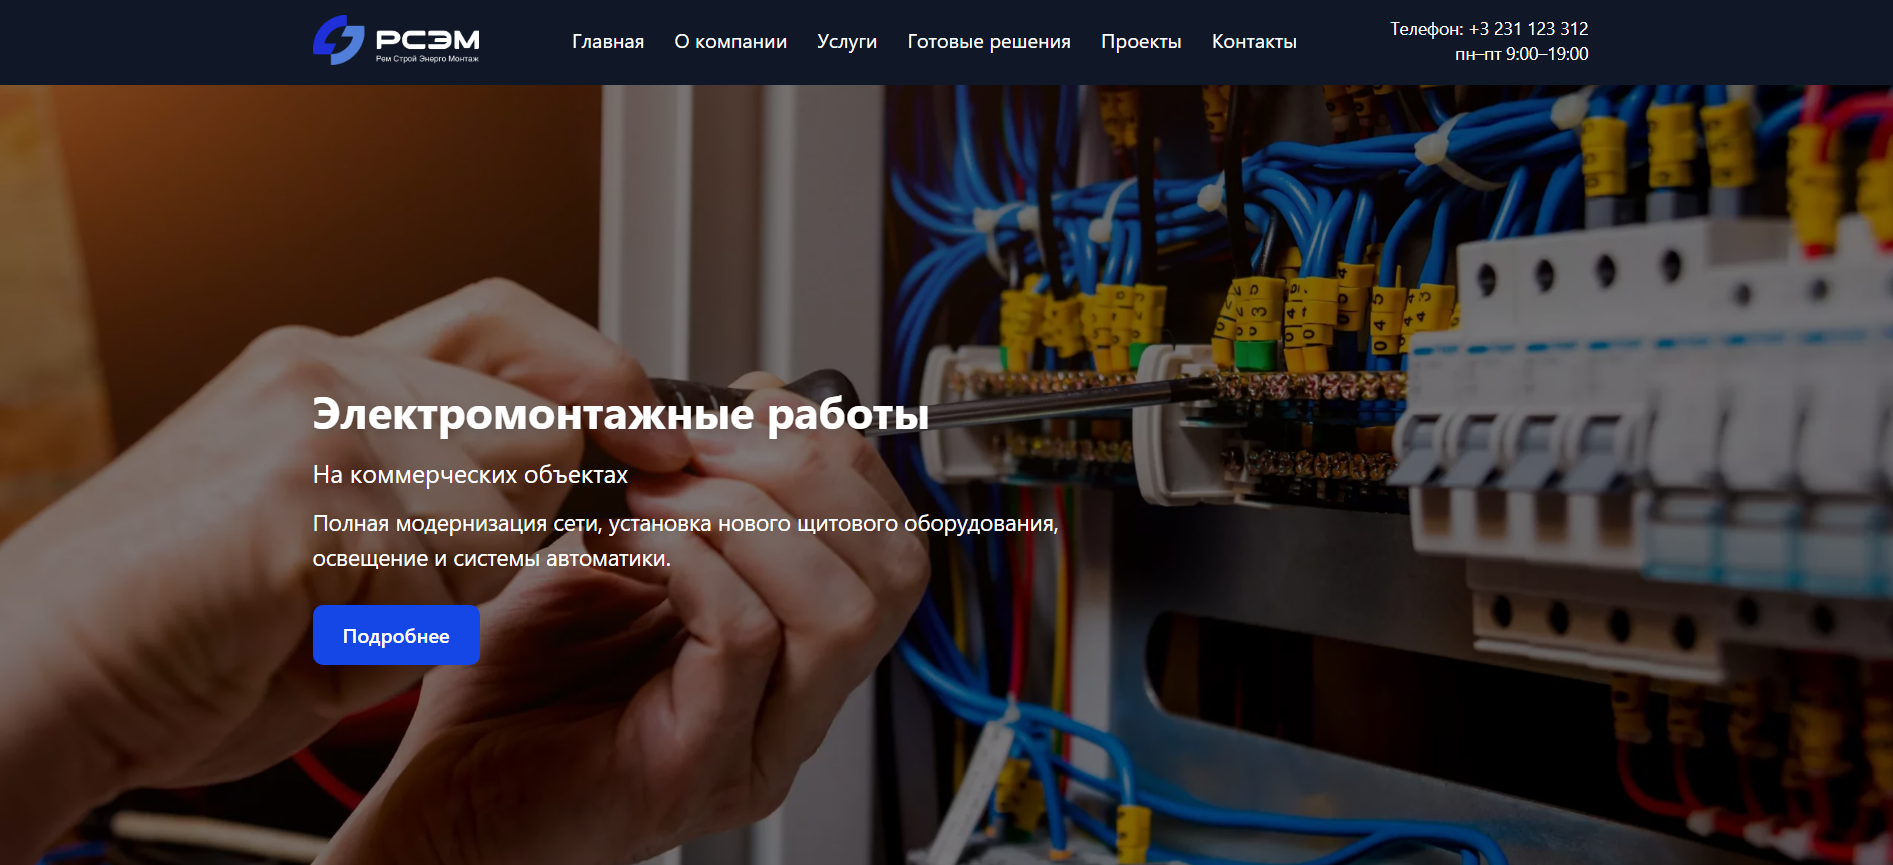 РСЭМ
Рем Строй Энерго Монтаж
Главная О компании Услуги Готовые решения Проекты Контакты
Телефон: +3 231 123 312
пн–пт 9:00–19:00
Электромонтажные работы
На коммерческих объектах
Полная модернизация сети, установка нового щитового оборудования,
освещение и системы автоматики.
Подробнее